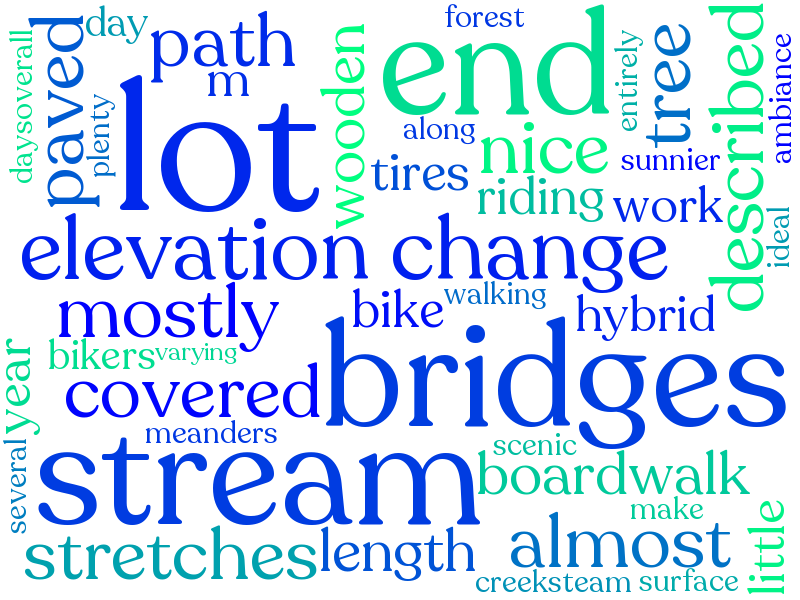 forest
day
path
end
m
daysoverall
paved
plenty
lot
wooden
along
nice
tires
riding
entirely
tree
sunnier
work
described
ambiance
ideal
elevation change
mostly
bike
walking
hybrid
bikers
varying
covered
bridges
year
meanders
several
stream
scenic
boardwalk
make
stretches
length
almost
little
creeksteam
surface